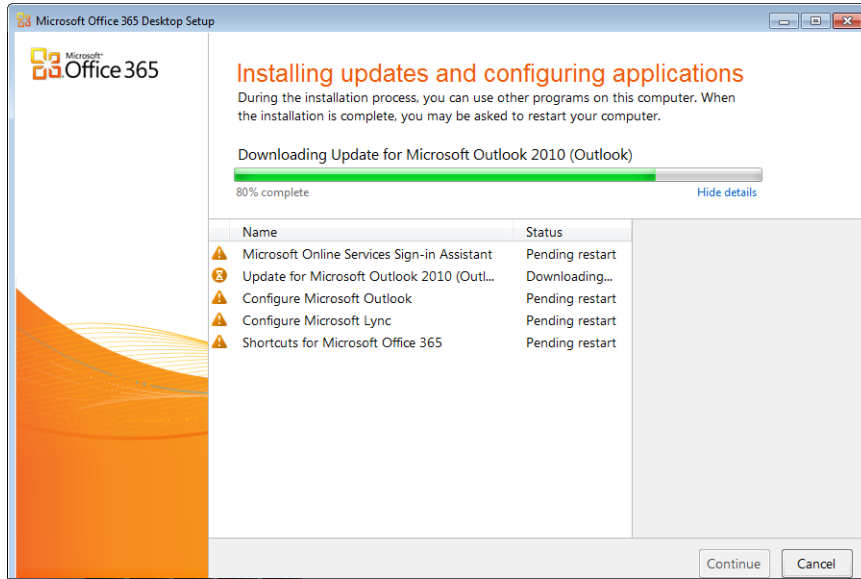 Microsoft Office 365 Desktop Setup
Microsoft®
Office 365
Installing updates and configuring applications
During the installation process, you can use other programs on this computer. When
the installation is complete, you may be asked to restart your computer.
Downloading Update for Microsoft Outlook 2010 (Outlook)
80% complete Hide details
Name Status
Microsoft Online Services Sign-in Assistant Pending restart
Update for Microsoft Outlook 2010 (Outl... Downloading...
Configure Microsoft Outlook Pending restart
Configure Microsoft Lync Pending restart
Shortcuts for Microsoft Office 365 Pending restart
Continue Cancel